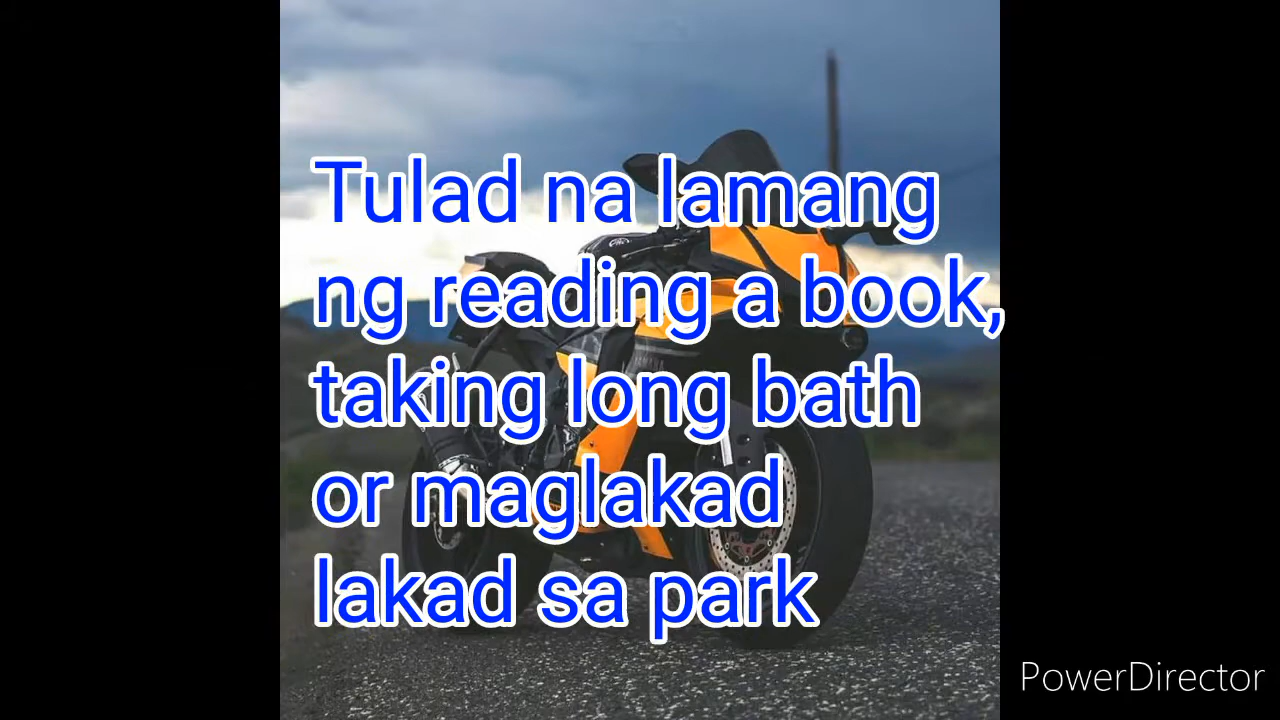 Tulad na lamang
ng reading a book,
taking long bath
or maglakad
lakad sa park
PowerDirector